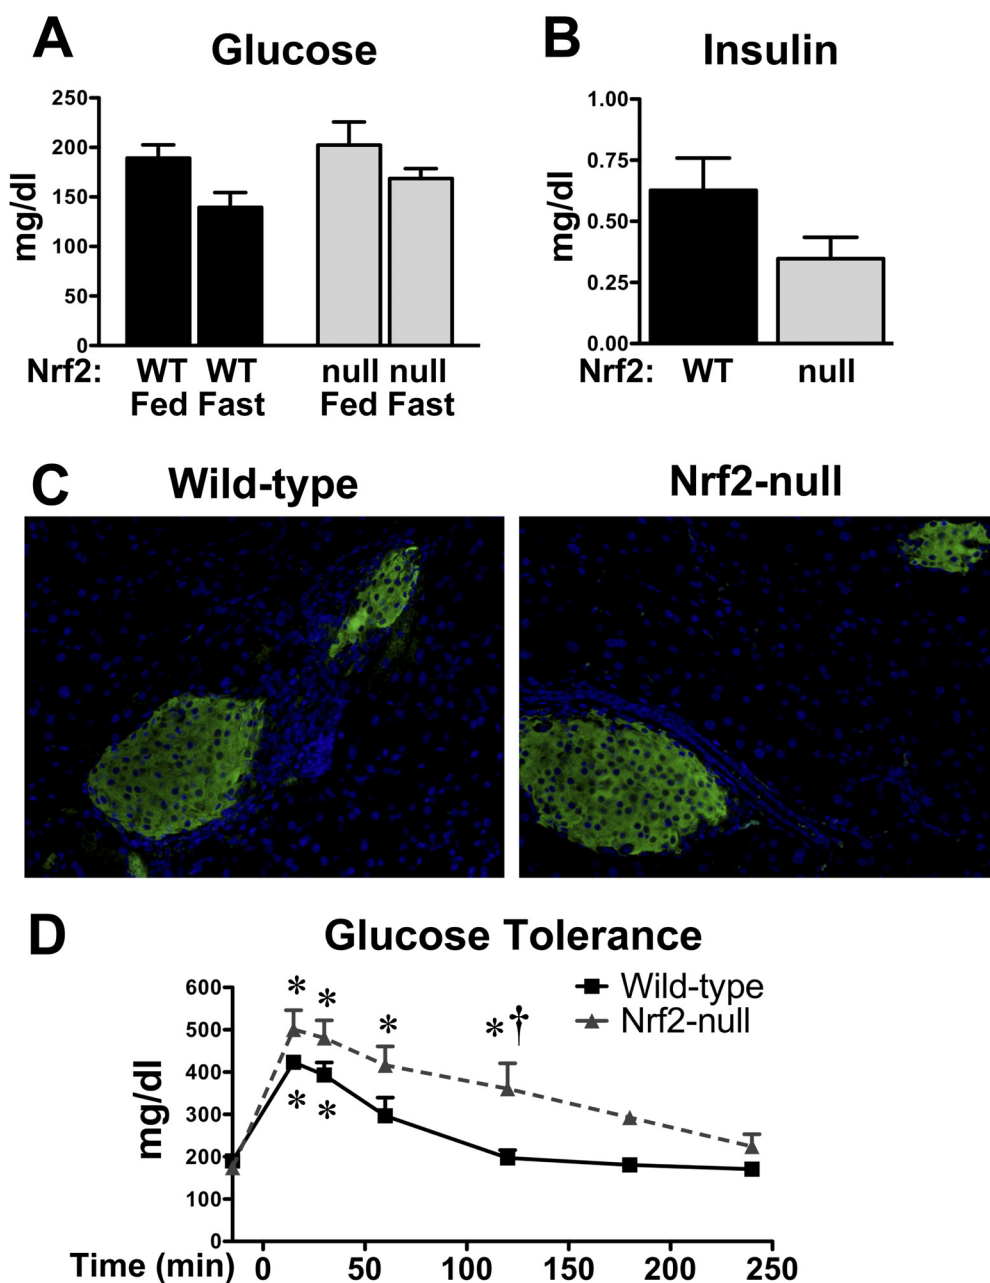 A
Glucose
mg/dl
250
200
150
100
50
0
Nrf2: WT WT null null
Fed Fast Fed Fast
B
Insulin
mg/dl
1.00
0.75
0.50
0.25
0.00
Nrf2: WT null
C
Wild-type
Nrf2-null
D
Glucose Tolerance
Wild-type
Nrf2-null
mg/dl
600
500
400
300
200
100
0
* * * *†
* *
Time (min) 0 50 100 150 200 250